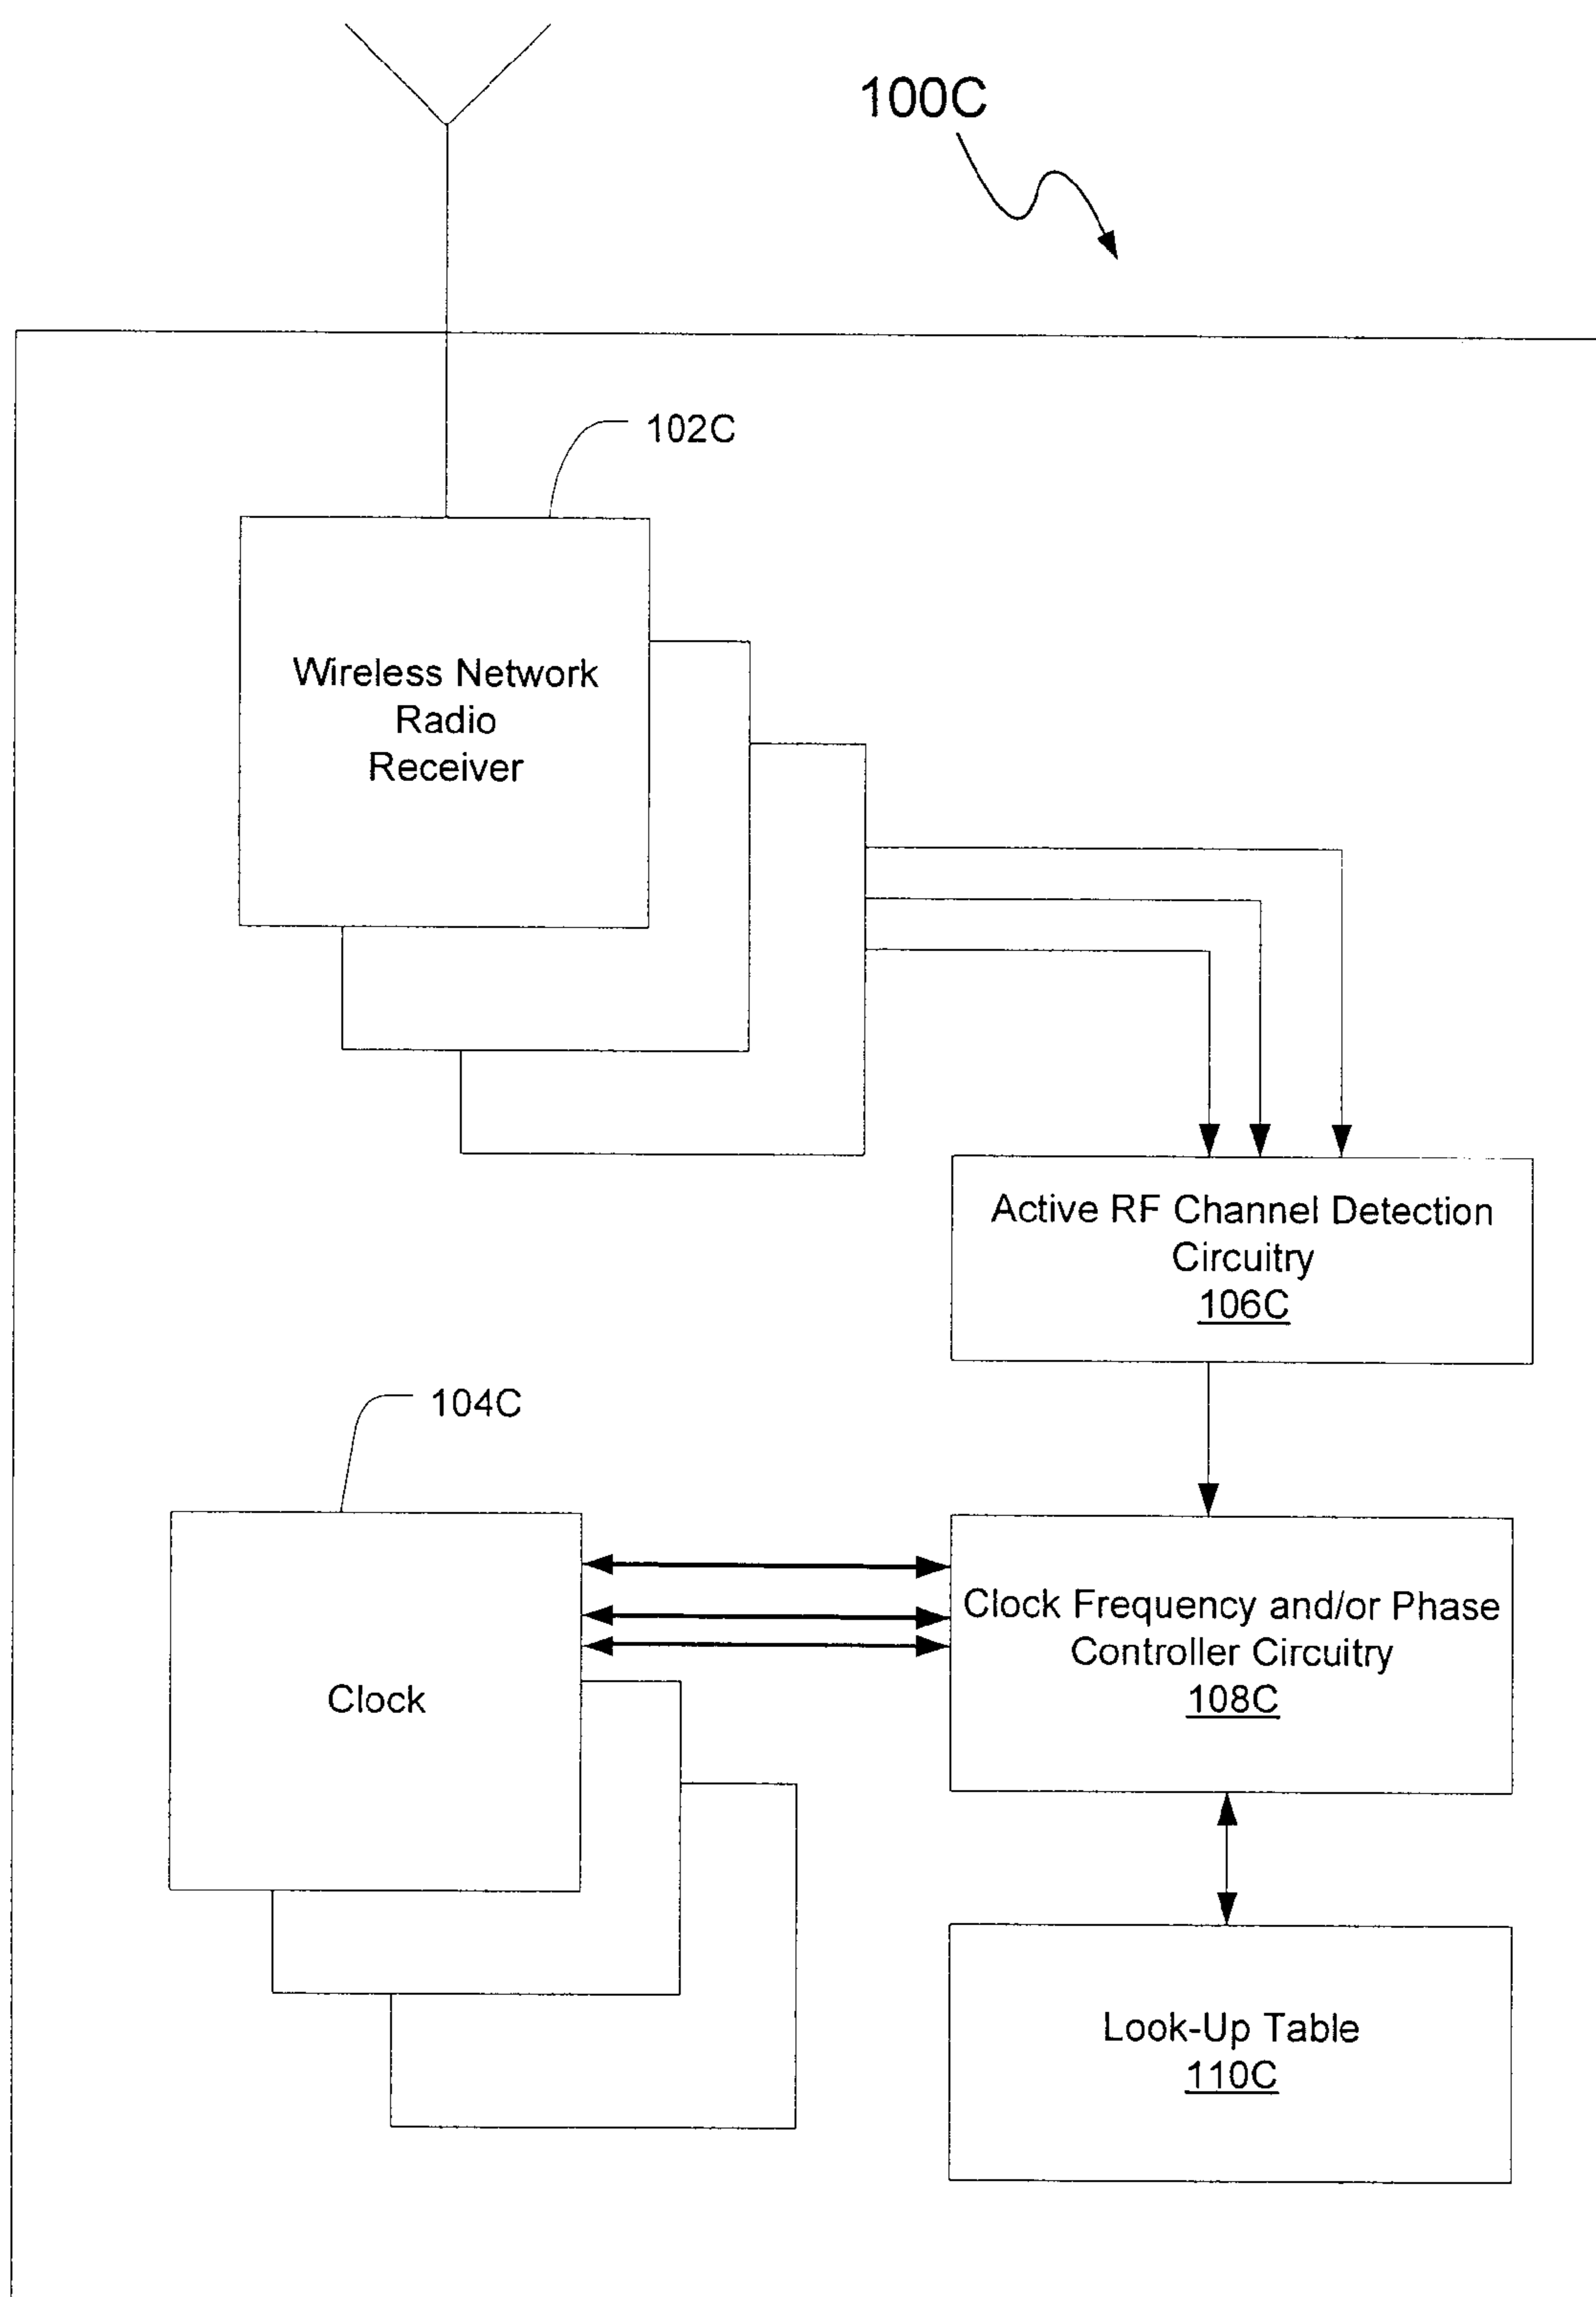 100C
102C
Wireless Network
Radio
Receiver
Active RF Channel Detection
Circuitry
106C
104C
Clock
Clock Frequency and/or Phase
Controller Circuitry
108C
Look-Up Table
110C